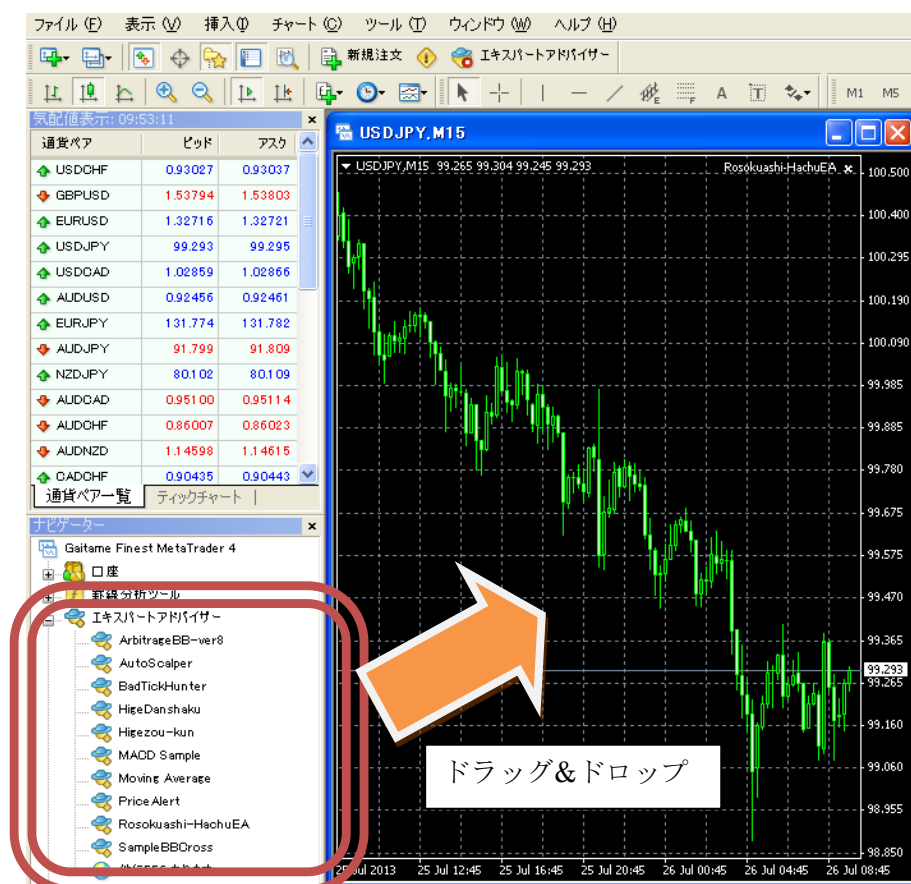 ファイル (F) 表示 (V) 挿入(I) チャート (C) ツール (T) ウィンドウ (W) ヘルプ (H)
新規注文 エキスパートアドバイザー
E F A T M1 M5
気配値表示: 09:53:11
通貨ペア ビッド アスク
USDCHF 0.93027 0.93037
GBPUSD 1.53794 1.53803
EURUSD 1.32716 1.32721
USDJPY 99.293 99.295
USDCAD 1.02859 1.02866
AUDUSD 0.92456 0.92461
EURJPY 131.774 131.782
AUDJPY 91.799 91.809
NZDJPY 80.102 80.109
AUDCAD 0.95100 0.95114
AUDCHF 0.86007 0.86023
AUDNZD 1.14598 1.14615
CADCHF 0.90435 0.90443
通貨ペア一覧 ティックチャート
ナビゲーター
Gaitame Finest MetaTrader 4
口座
罫線分析ツール
エキスパートアドバイザー
ArbitrageBB-ver8
AutoScalper
BadTickHunter
HigeDanshaku
Higezou-kun
MACD Sample
Moving Average
PriceAlert
Rosokuashi-HachuEA
SampleBBCross
USDJPY,M15
USDJPY,M15 99.265 99.304 99.245 99.293
Rosokuashi-HachuEA
100.500
100.400
100.295
100.190
100.090
99.985
99.885
99.780
99.675
99.575
99.470
99.365
99.293
99.265
99.160
99.060
98.955
98.850
ドラッグ&ドロップ
25 Jul 2013 25 Jul 12:45 25 Jul 16:45 25 Jul 20:45 26 Jul 00:45 26 Jul 04:45 26 Jul 08:45